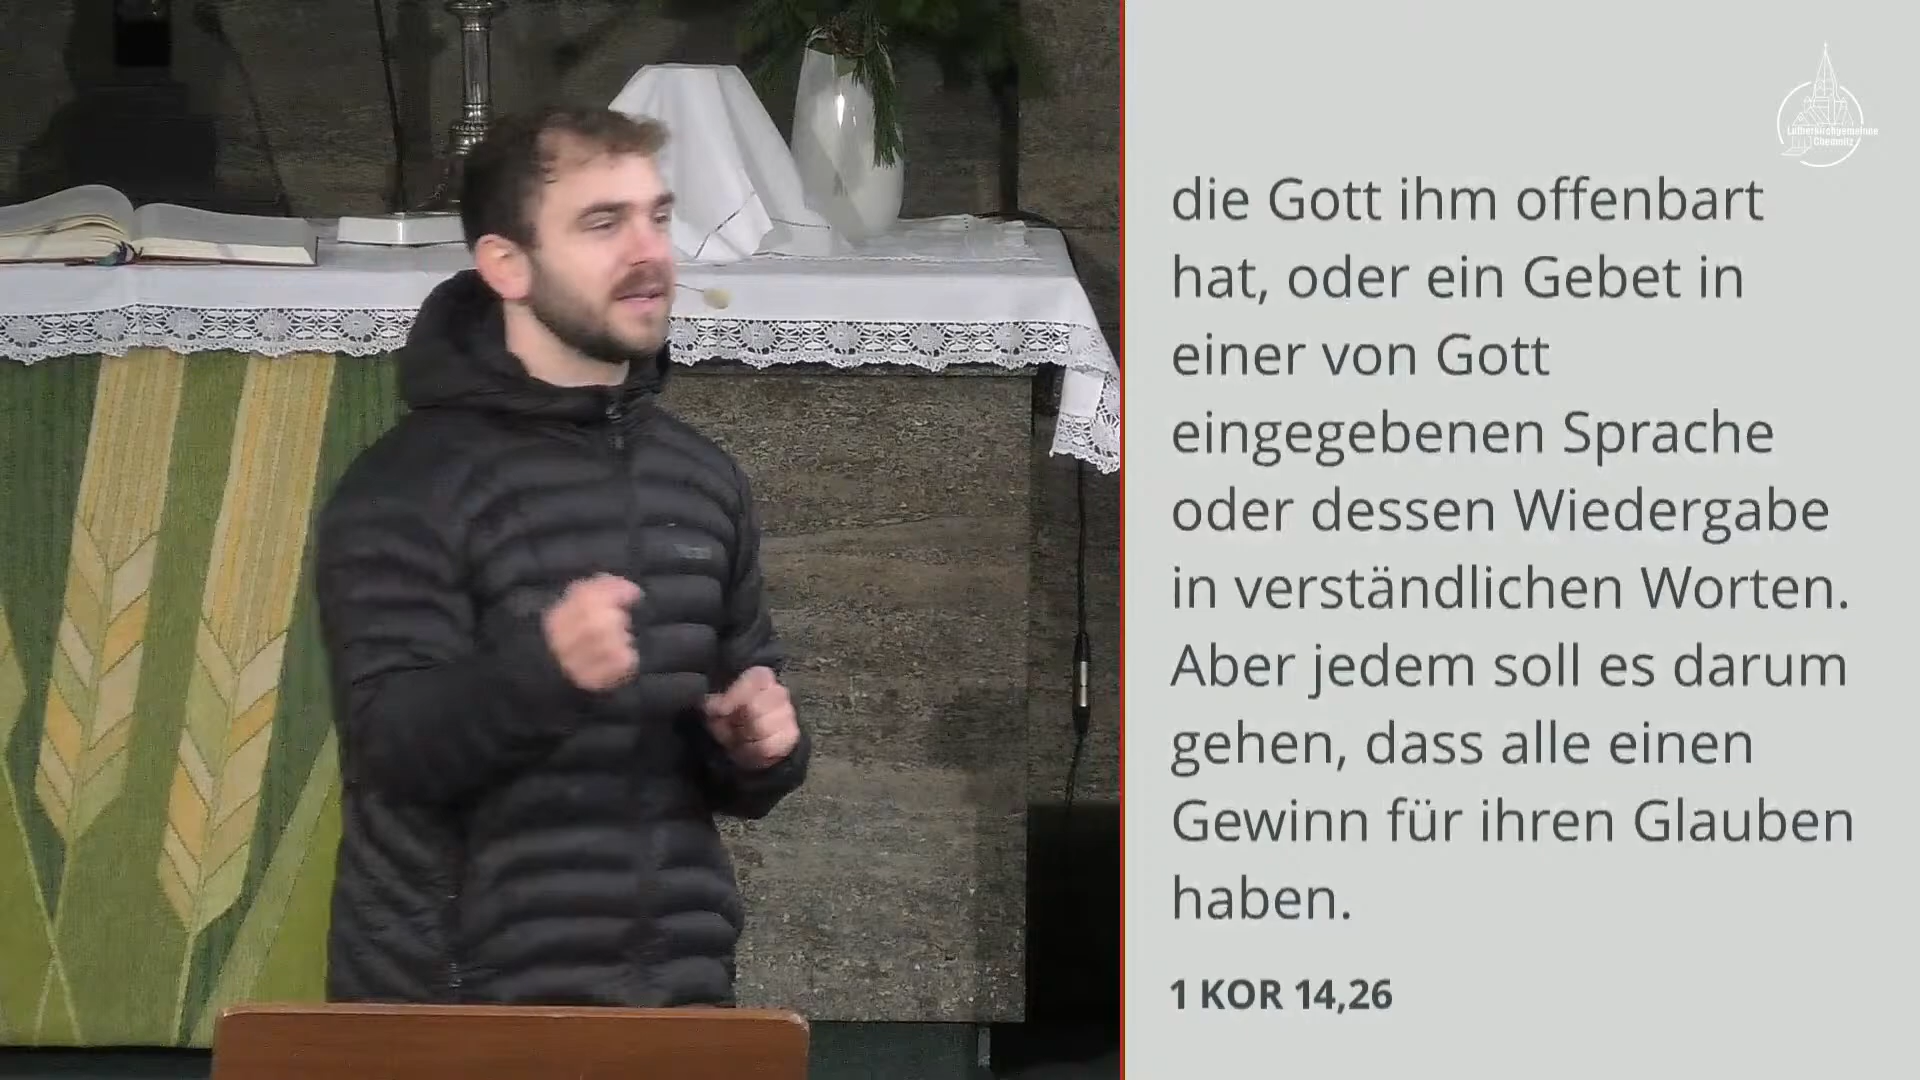 Lutherkirchgemeinde
Chemnitz
die Gott ihm offenbart
hat, oder ein Gebet in
einer von Gott
eingegebenen Sprache
oder dessen Wiedergabe
in verständlichen Worten.
Aber jedem soll es darum
gehen, dass alle einen
Gewinn für ihren Glauben
haben.
1 KOR 14,26